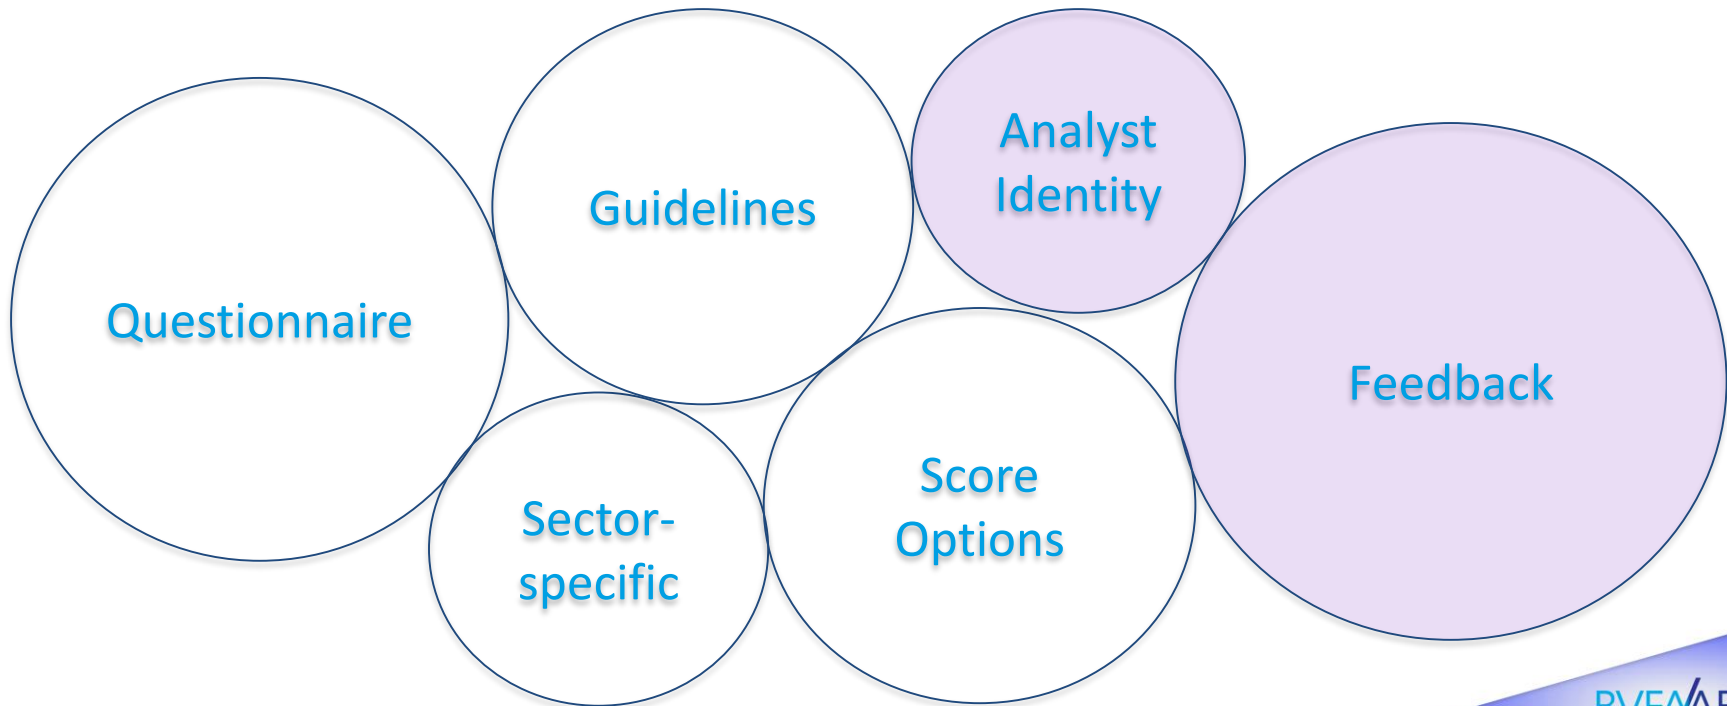 Questionnaire
Guidelines
Analyst
Identity
Sector-
specific
Score
Options
Feedback